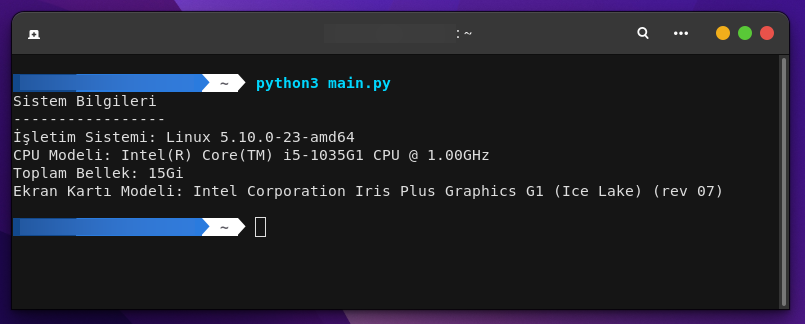 :~
~ python3 main.py
Sistem Bilgileri
-----------------
İşletim Sistemi: Linux 5.10.0-23-amd64
CPU Modeli: Intel(R) Core(TM) i5-1035G1 CPU @ 1.00GHz
Toplam Bellek: 15Gi
Ekran Kartı Modeli: Intel Corporation Iris Plus Graphics G1 (Ice Lake) (rev 07)
~